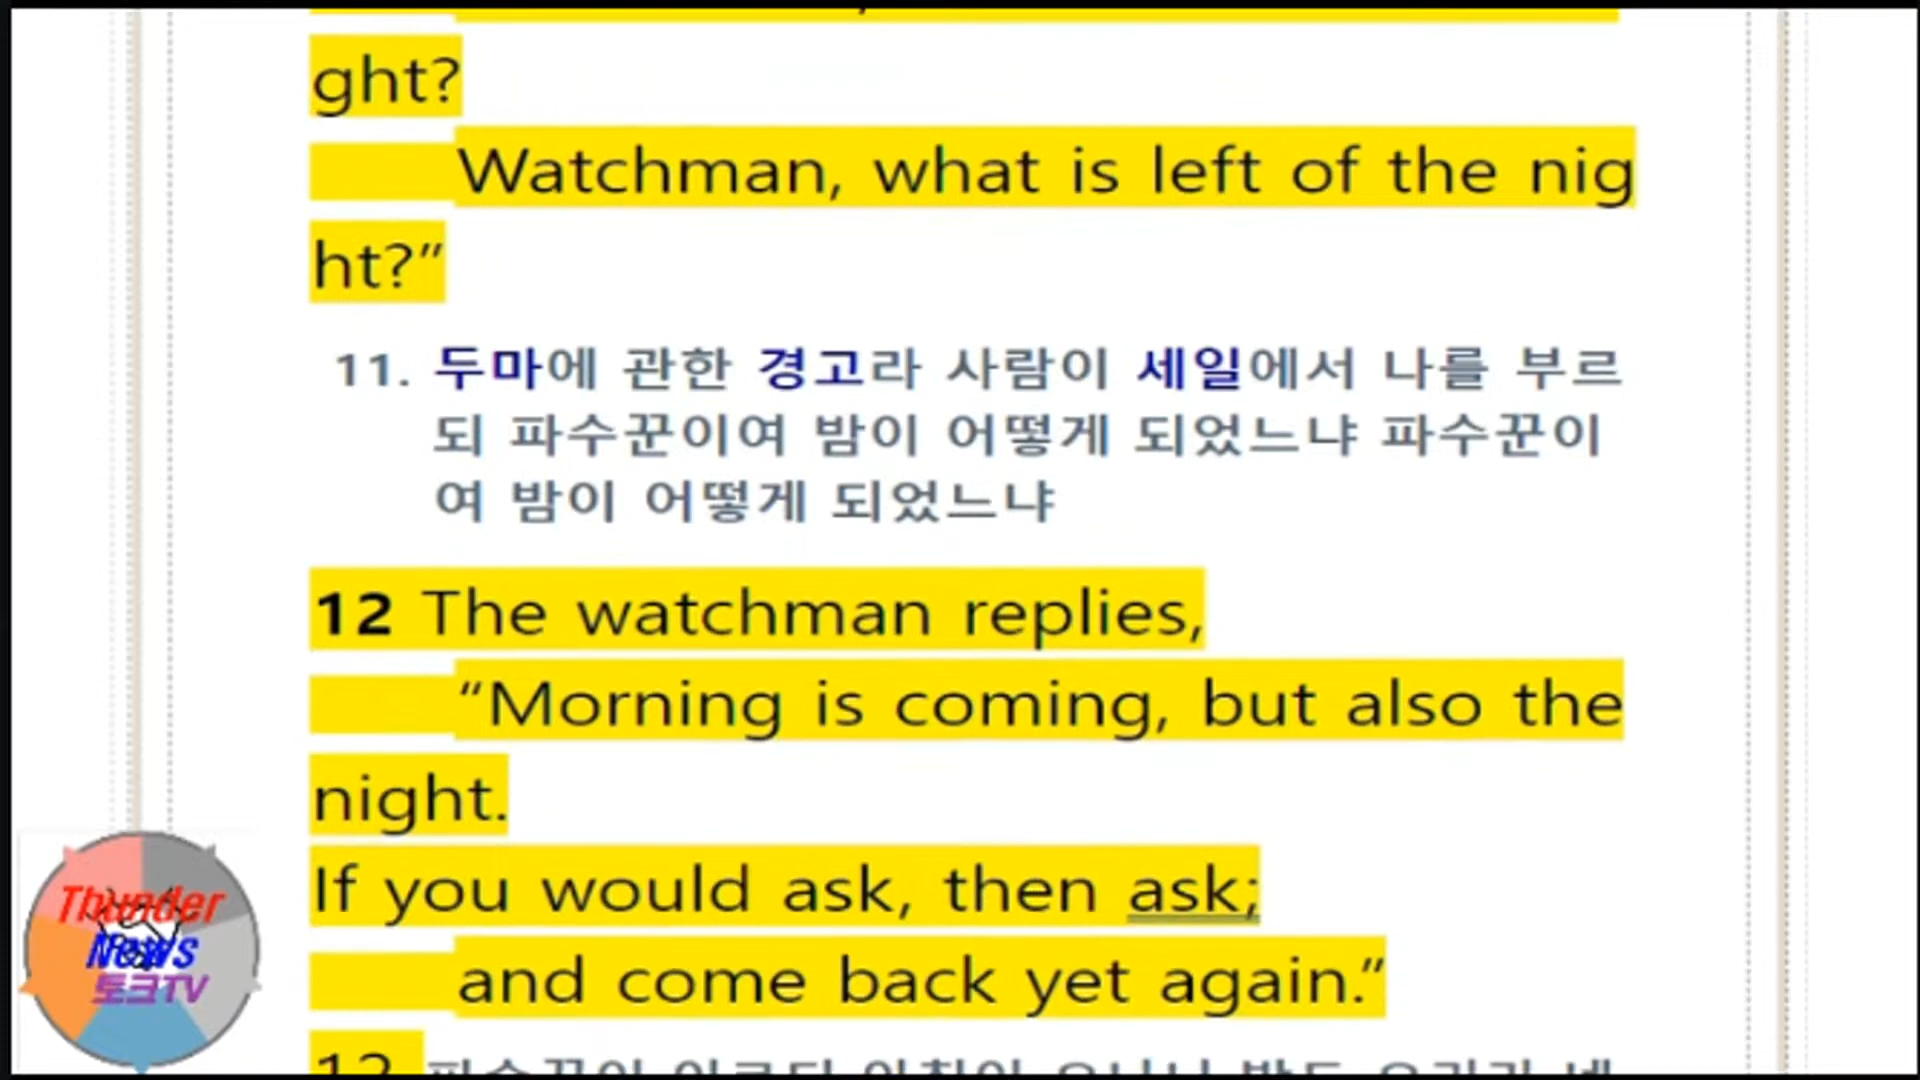 ght?
Watchman, what is left of the nig
ht?”
11. 두마에 관한 경고라 사람이 세일에서 나를 부르
되 파수꾼이여 밤이 어떻게 되었느냐 파수꾼이
여 밤이 어떻게 되었느냐
12 The watchman replies,
“Morning is coming, but also the
night.
If you would ask, then ask;
and come back yet again.”
12
Thunder
News
토크TV